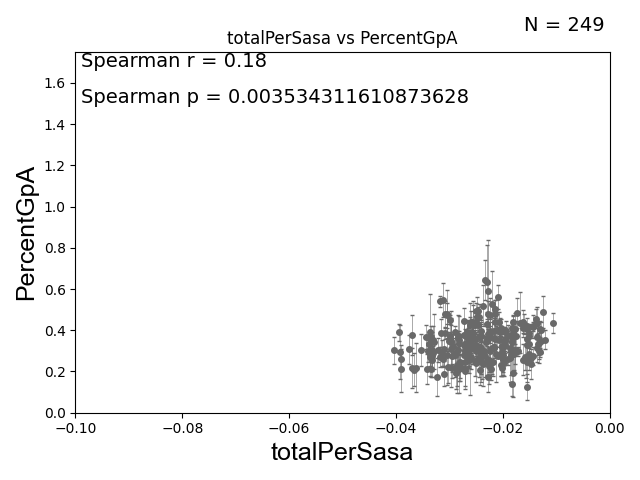 N = 249
totalPerSasa vs PercentGpA
Spearman r = 0.18
Spearman p = 0.003534311610873628
PercentGpA
1.6
1.4
1.2
1.0
0.8
0.6
0.4
0.2
0.0
−0.10 −0.08 −0.06 −0.04 −0.02 0.00
totalPerSasa